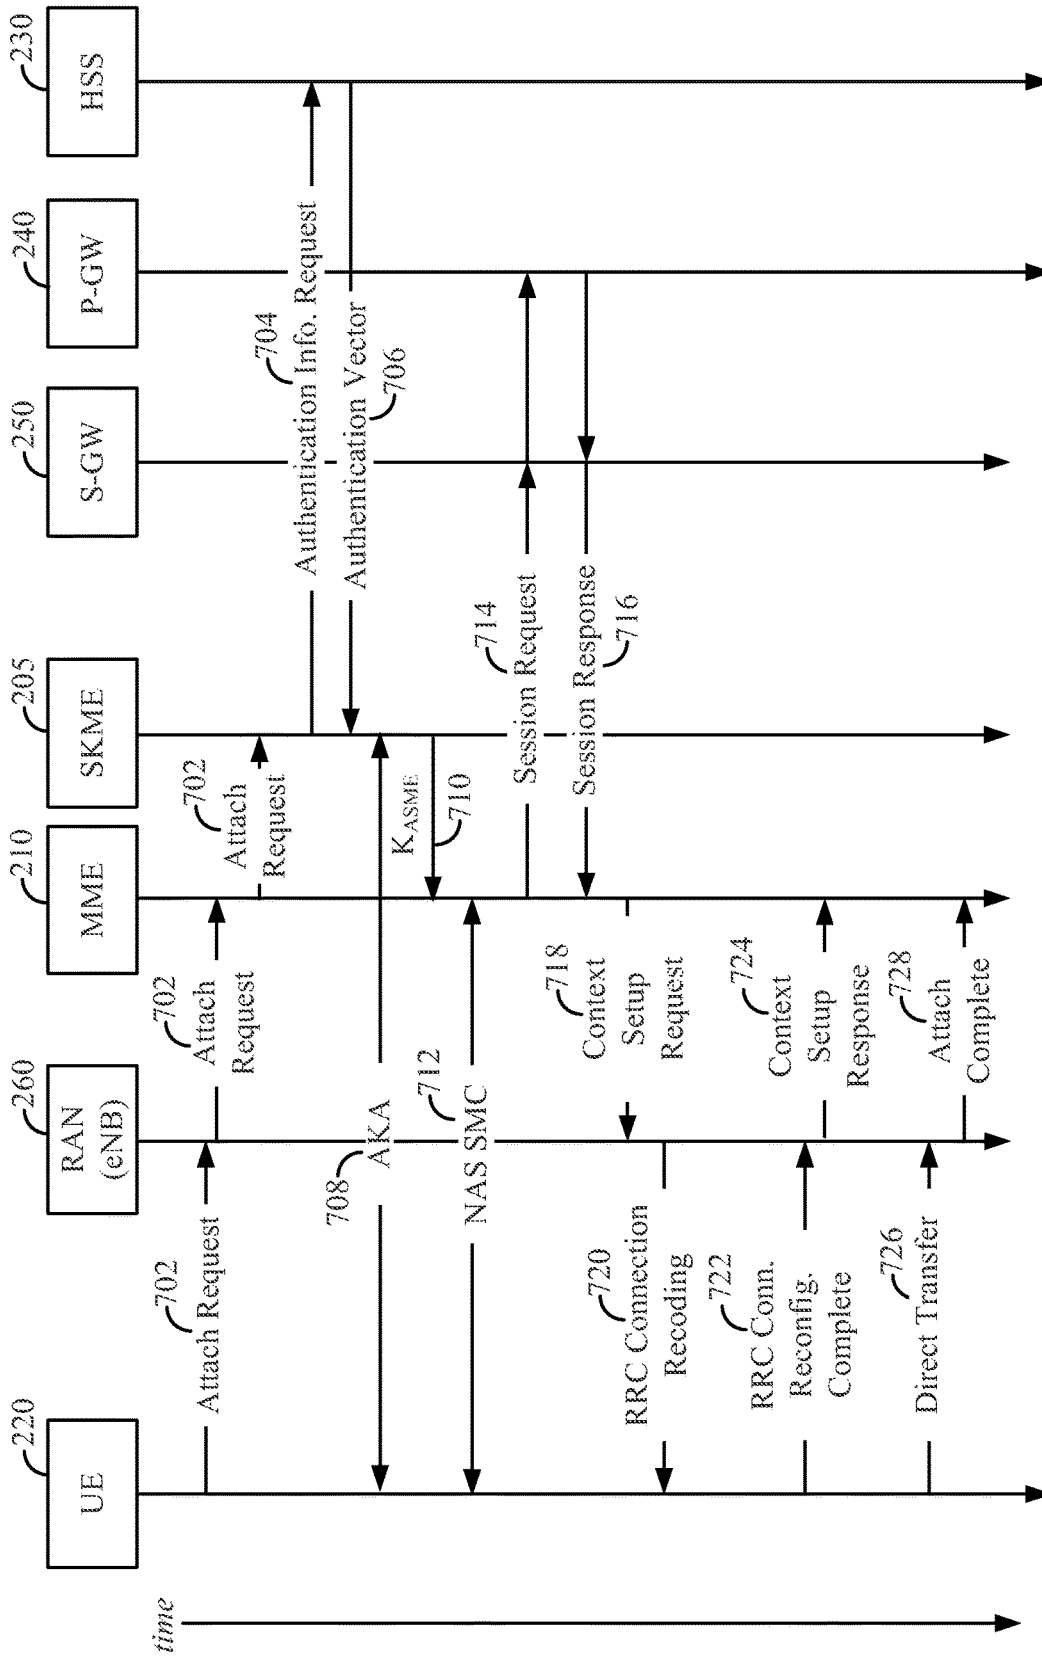 time
220
UE
260
RAN
(eNB)
210
MME
205
SKME
250
S-GW
240
P-GW
230
HSS
702
Attach Request
702
Attach
Request
702
Attach
Request
704
Authentication Info. Request
Authentication Vector
706
708
AKA
KASME
710
712
NAS SMC
714
Session Request
Session Response
716
718
Context
Setup
Request
720
RRC Connection
Recoding
722
RRC Conn.
Reconfig.
Complete
724
Context
Setup
Response
726
Direct Transfer
728
Attach
Complete